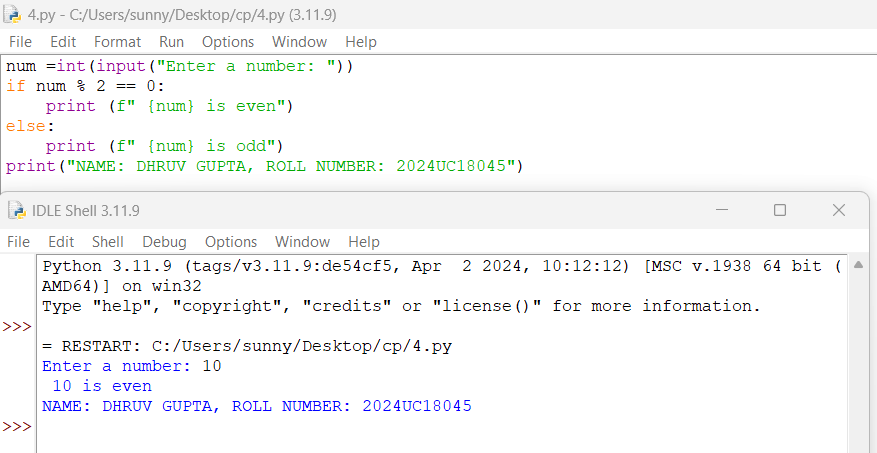 4.py - C:/Users/sunny/Desktop/cp/4.py (3.11.9)
File Edit Format Run Options Window Help
num =int(input("Enter a number: "))
if num % 2 == 0:
    print (f" {num} is even")
else:
    print (f" {num} is odd")
print("NAME: DHRUV GUPTA, ROLL NUMBER: 2024UC18045")
IDLE Shell 3.11.9
File Edit Shell Debug Options Window Help
Python 3.11.9 (tags/v3.11.9:de54cf5, Apr  2 2024, 10:12:12) [MSC v.1938 64 bit (
AMD64)] on win32
Type "help", "copyright", "credits" or "license()" for more information.
>>>
= RESTART: C:/Users/sunny/Desktop/cp/4.py
Enter a number: 10
 10 is even
NAME: DHRUV GUPTA, ROLL NUMBER: 2024UC18045
>>>